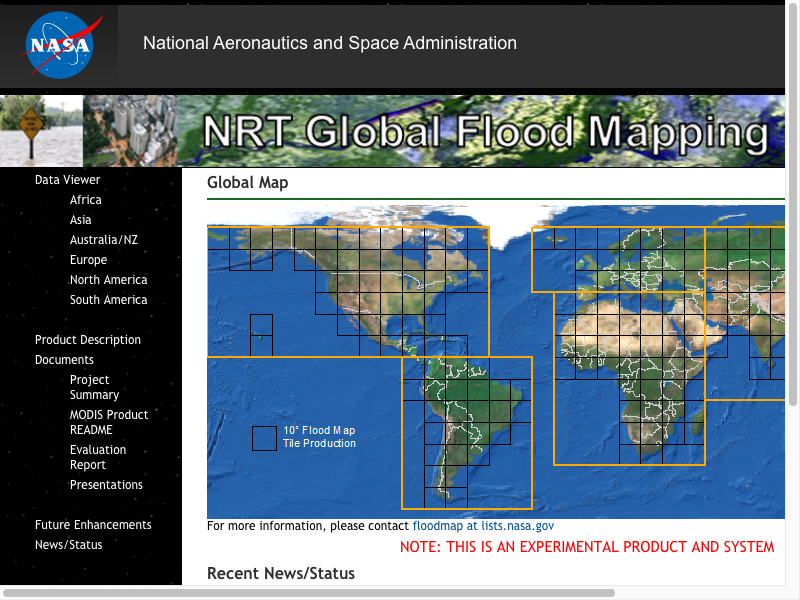 NASA
National Aeronautics and Space Administration
NRT Global Flood Mapping
Data Viewer
Africa
Asia
Australia/NZ
Europe
North America
South America
Product Description
Documents
Project
Summary
MODIS Product
README
Evaluation
Report
Presentations
Future Enhancements
News/Status
Global Map
10° Flood Map
Tile Production
For more information, please contact floodmap at lists.nasa.gov
NOTE: THIS IS AN EXPERIMENTAL PRODUCT AND SYSTEM
Recent News/Status